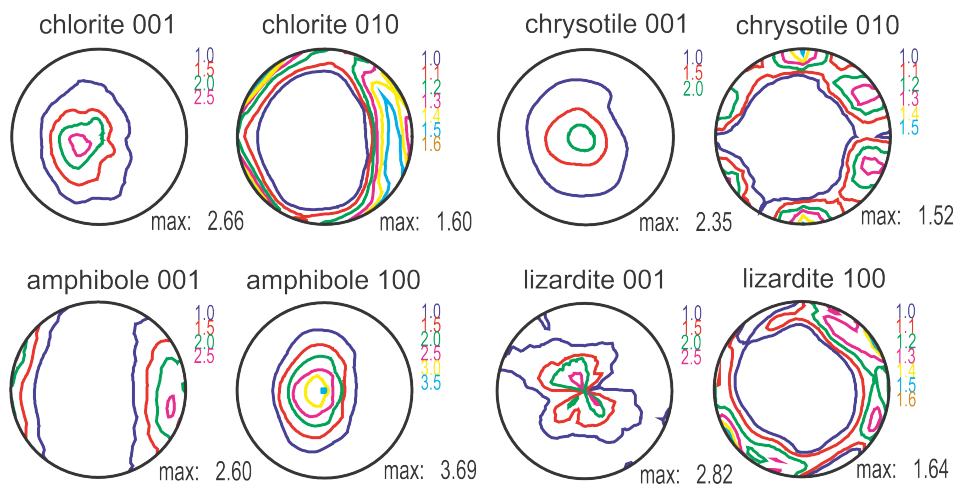 chlorite 001
1.0
1.5
2.0
2.5
max: 2.66
chlorite 010
1.0
1.1
1.2
1.3
1.4
1.5
1.6
max: 1.60
chrysotile 001
1.0
1.5
2.0
max: 2.35
chrysotile 010
1.0
1.1
1.2
1.3
1.4
1.5
max: 1.52
amphibole 001
1.0
1.5
2.0
2.5
max: 2.60
amphibole 100
1.0
1.5
2.0
2.5
3.0
3.5
max: 3.69
lizardite 001
1.0
1.5
2.0
2.5
max: 2.82
lizardite 100
1.0
1.1
1.2
1.3
1.4
1.5
1.6
max: 1.64